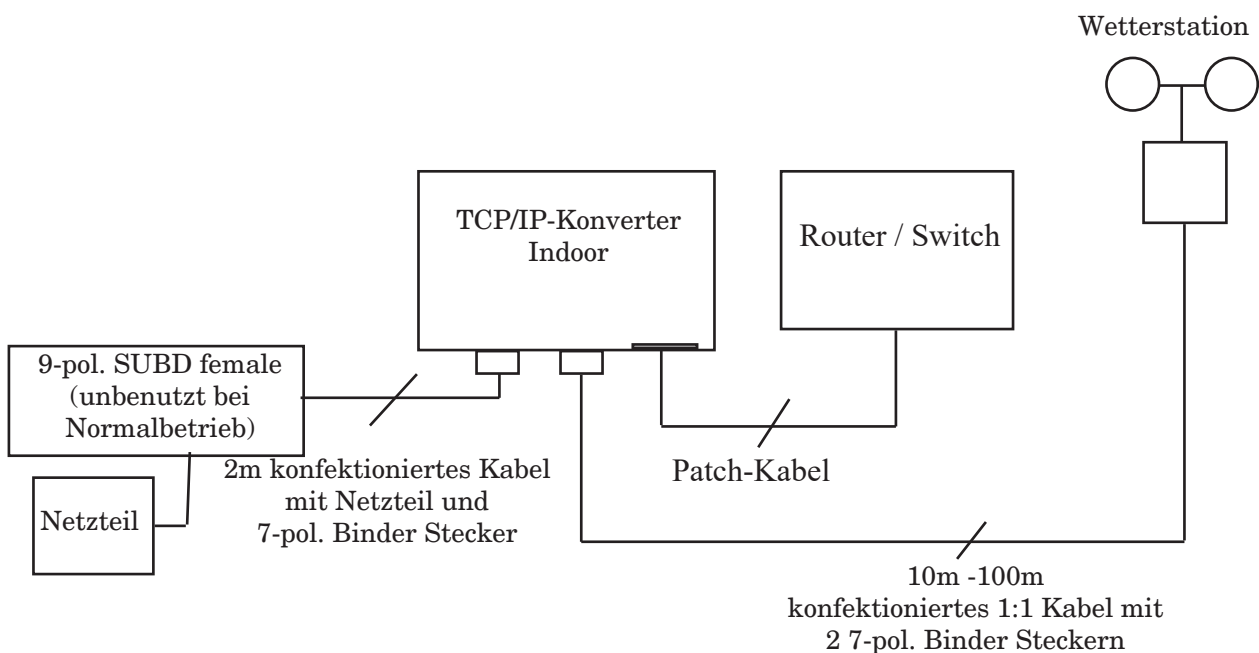 Wetterstation
TCP/IP-Konverter
Indoor
Router / Switch
9-pol. SUBD female
(unbenutzt bei
Normalbetrieb)
Netzteil
2m konfektioniertes Kabel
mit Netzteil und
7-pol. Binder Stecker
Patch-Kabel
10m -100m
konfektioniertes 1:1 Kabel mit
2 7-pol. Binder Steckern